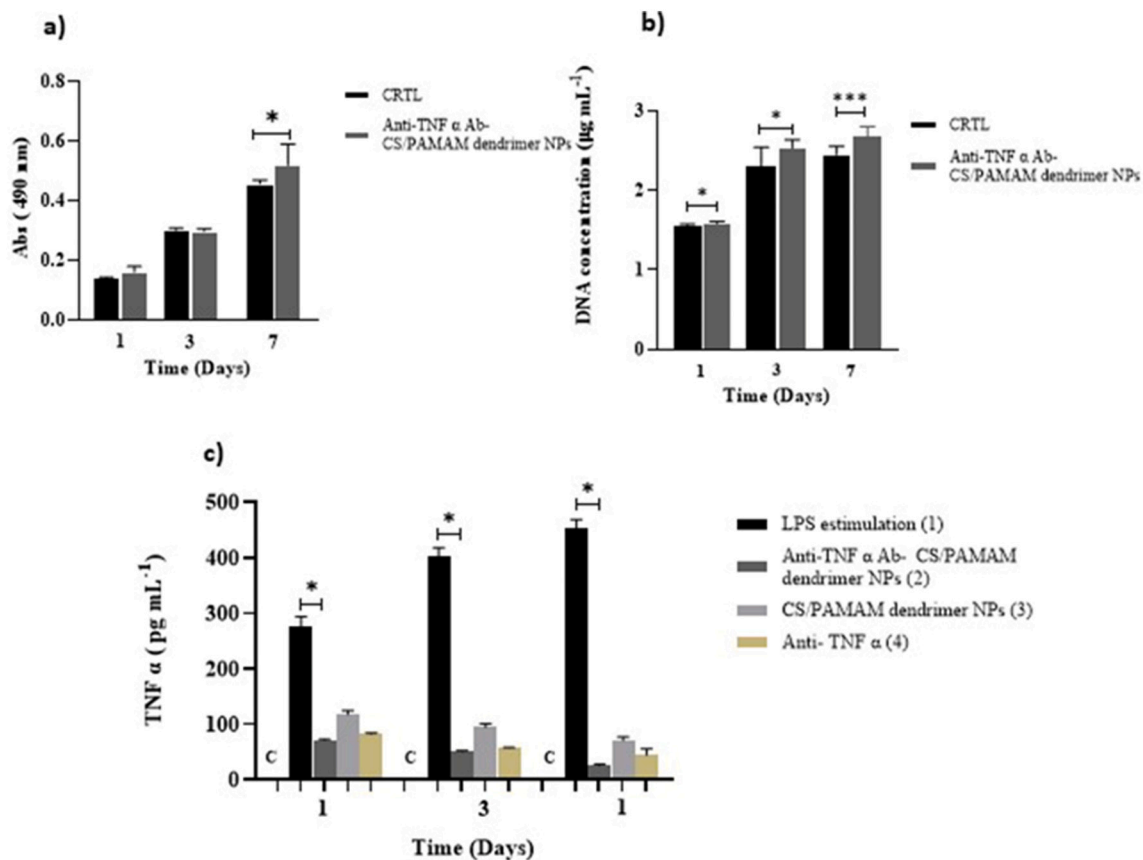 a)
0.8
0.6
0.4
0.2
0.0
Abs ( 490 nm)
*
1 3 7
Time (Days)
CRTL
Anti-TNF α Ab-
CS/PAMAM dendrimer NPs
b)
3
2
1
0
DNA concentration (µg mL⁻¹)
* * ***
1 3 7
Time (Days)
CRTL
Anti-TNF α Ab-
CS/PAMAM dendrimer NPs
c)
500
400
300
200
100
0
TNF α ( pg mL⁻¹)
* * *
C C C
1 3 1
Time (Days)
LPS estimulation (1)
Anti-TNF α Ab- CS/PAMAM
dendrimer NPs (2)
CS/PAMAM dendrimer NPs (3)
Anti- TNF α (4)